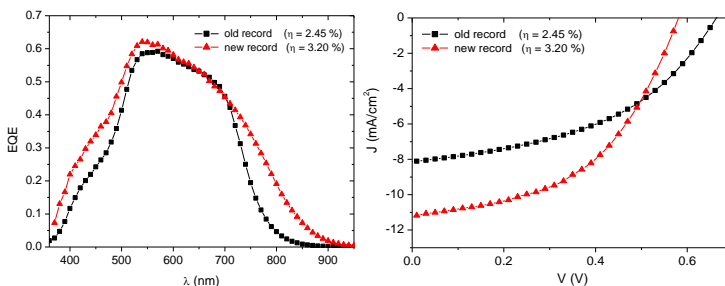 old record (η = 2.45 %)
new record (η = 3.20 %)
0.6
0.5
0.4
0.3
0.2
0.1
0.0
EQE
400 500 600 700 800 900
λ (nm)
old record (η = 2.45 %)
new record (η = 3.20 %)
0
-2
-4
-6
-8
-10
-12
J (mA/cm²)
0.0 0.2 0.4 0.6
V (V)